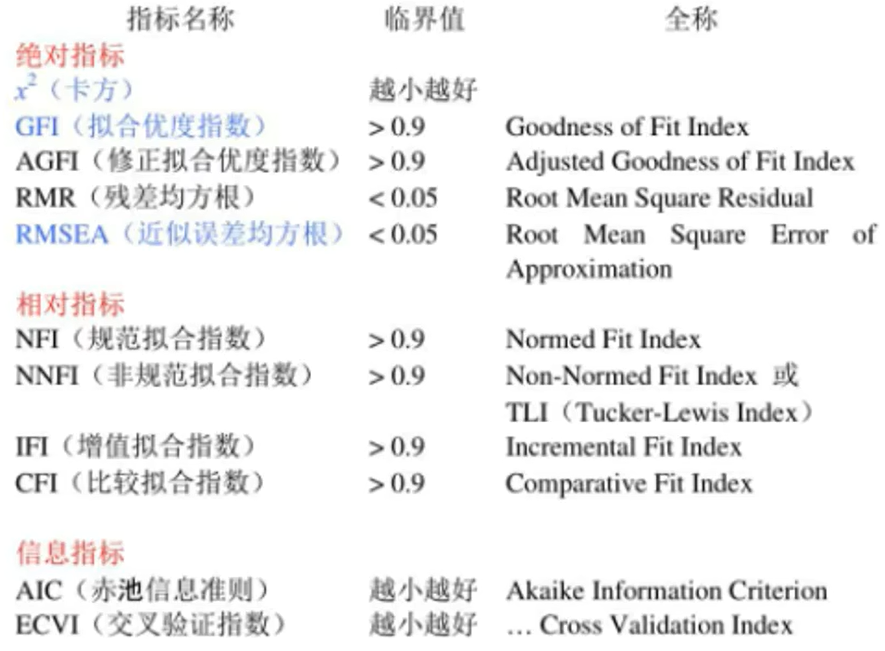 指标名称 临界值 全称
绝对指标
x²（卡方） 越小越好
GFI（拟合优度指数） > 0.9 Goodness of Fit Index
AGFI（修正拟合优度指数） > 0.9 Adjusted Goodness of Fit Index
RMR（残差均方根） < 0.05 Root Mean Square Residual
RMSEA（近似误差均方根） < 0.05 Root Mean Square Error of
Approximation
相对指标
NFI（规范拟合指数） > 0.9 Normed Fit Index
NNFI（非规范拟合指数） > 0.9 Non-Normed Fit Index 或
TLI（Tucker-Lewis Index）
IFI（增值拟合指数） > 0.9 Incremental Fit Index
CFI（比较拟合指数） > 0.9 Comparative Fit Index
信息指标
AIC（赤池信息准则） 越小越好 Akaike Information Criterion
ECVI（交叉验证指数） 越小越好 … Cross Validation Index